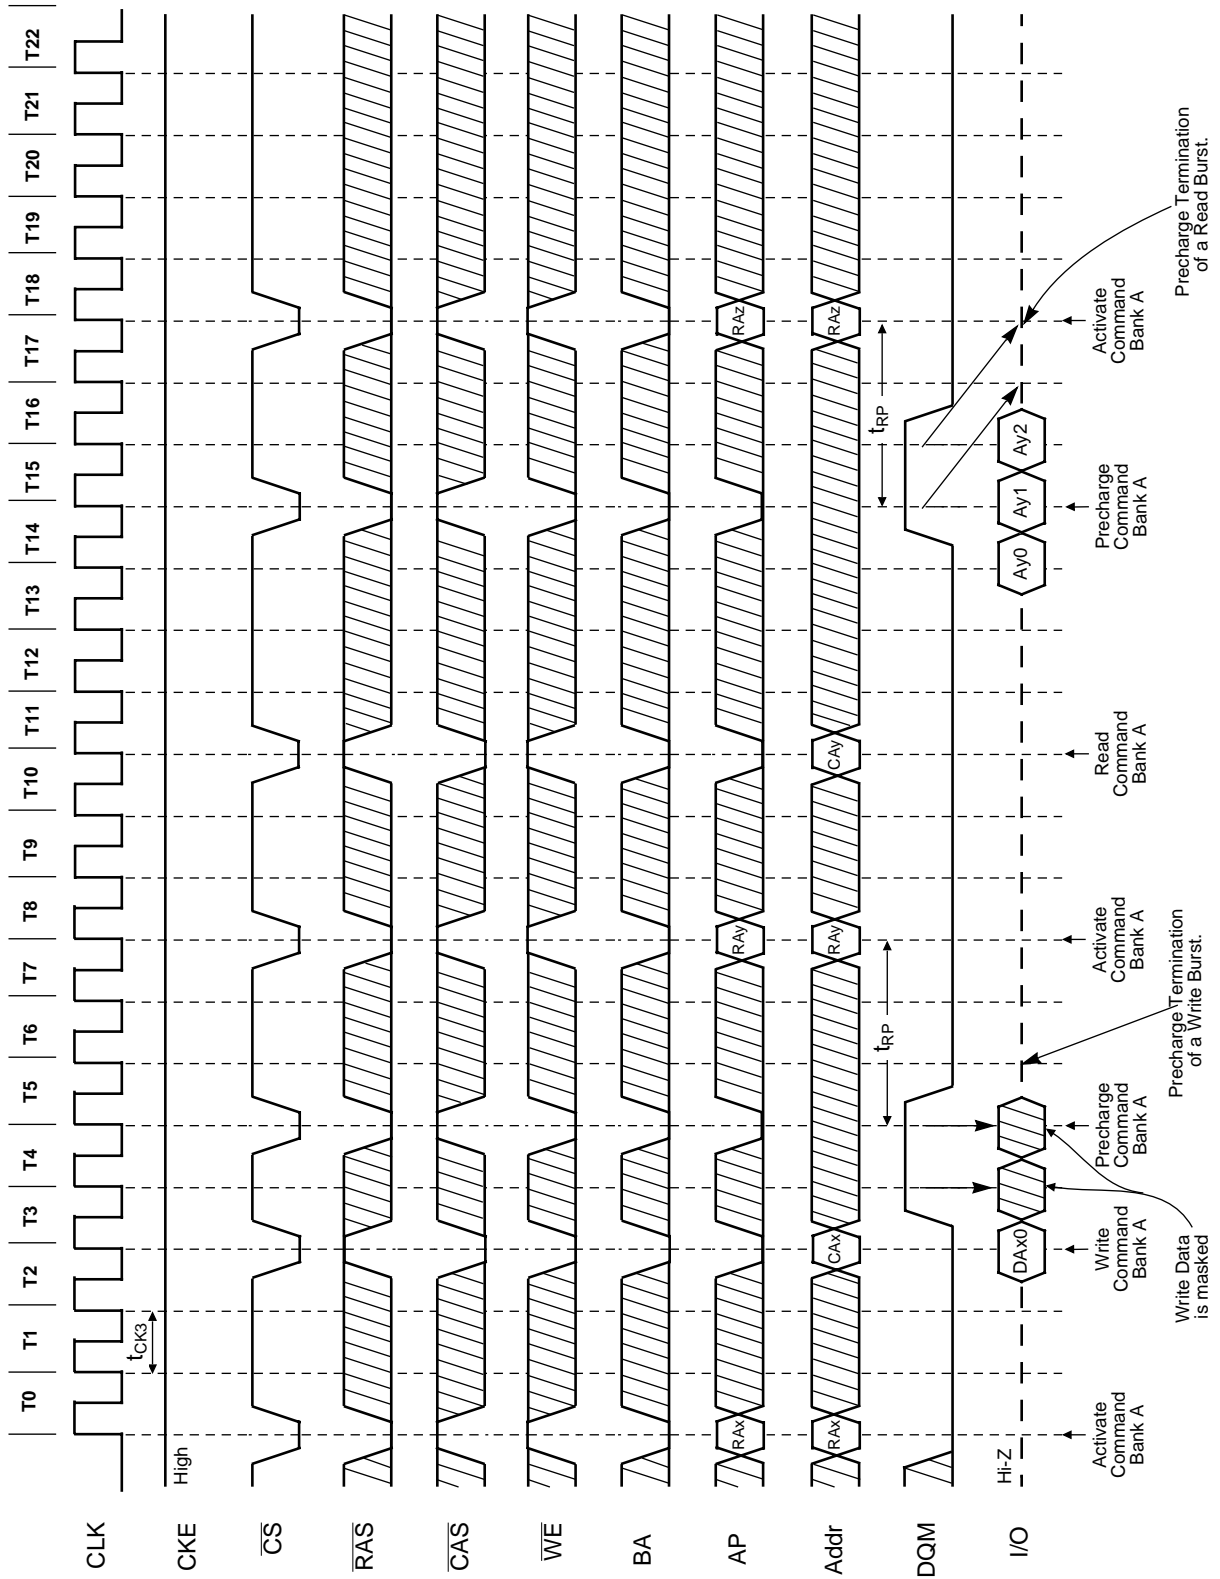 T0 T1 T2 T3 T4 T5 T6 T7 T8 T9 T10 T11 T12 T13 T14 T15 T16 T17 T18 T19 T20 T21 T22
CLK
tCK3
CKE
High
CS
RAS
CAS
WE
BA
AP
RAx
RAy
RAz
Addr
RAx
CAx
RAy
CAy
RAz
tRP
tRP
DQM
I/O
Hi-Z
DAx0
Ay0
Ay1
Ay2
Activate
Command
Bank A
Write
Command
Bank A
Precharge
Command
Bank A
Activate
Command
Bank A
Read
Command
Bank A
Precharge
Command
Bank A
Activate
Command
Bank A
Write Data
is masked
Precharge Termination
of a Write Burst.
Precharge Termination
of a Read Burst.